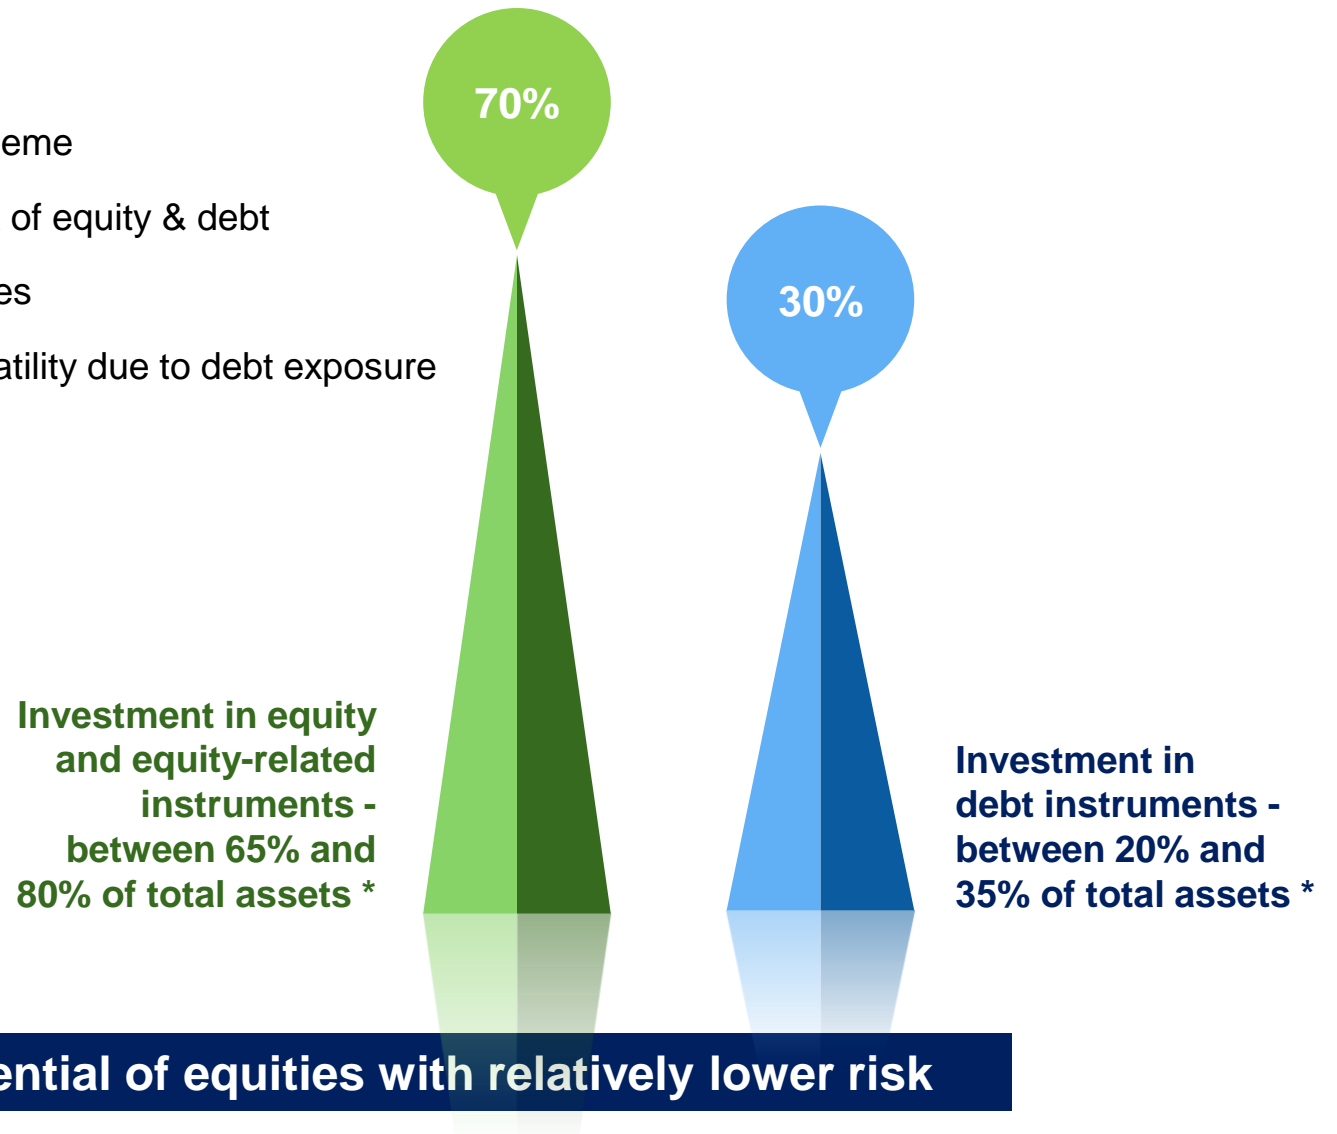 70%
eme
of equity & debt
es
atility due to debt exposure
30%
Investment in equity
and equity-related
instruments -
between 65% and
80% of total assets *
Investment in
debt instruments -
between 20% and
35% of total assets *
ential of equities with relatively lower risk